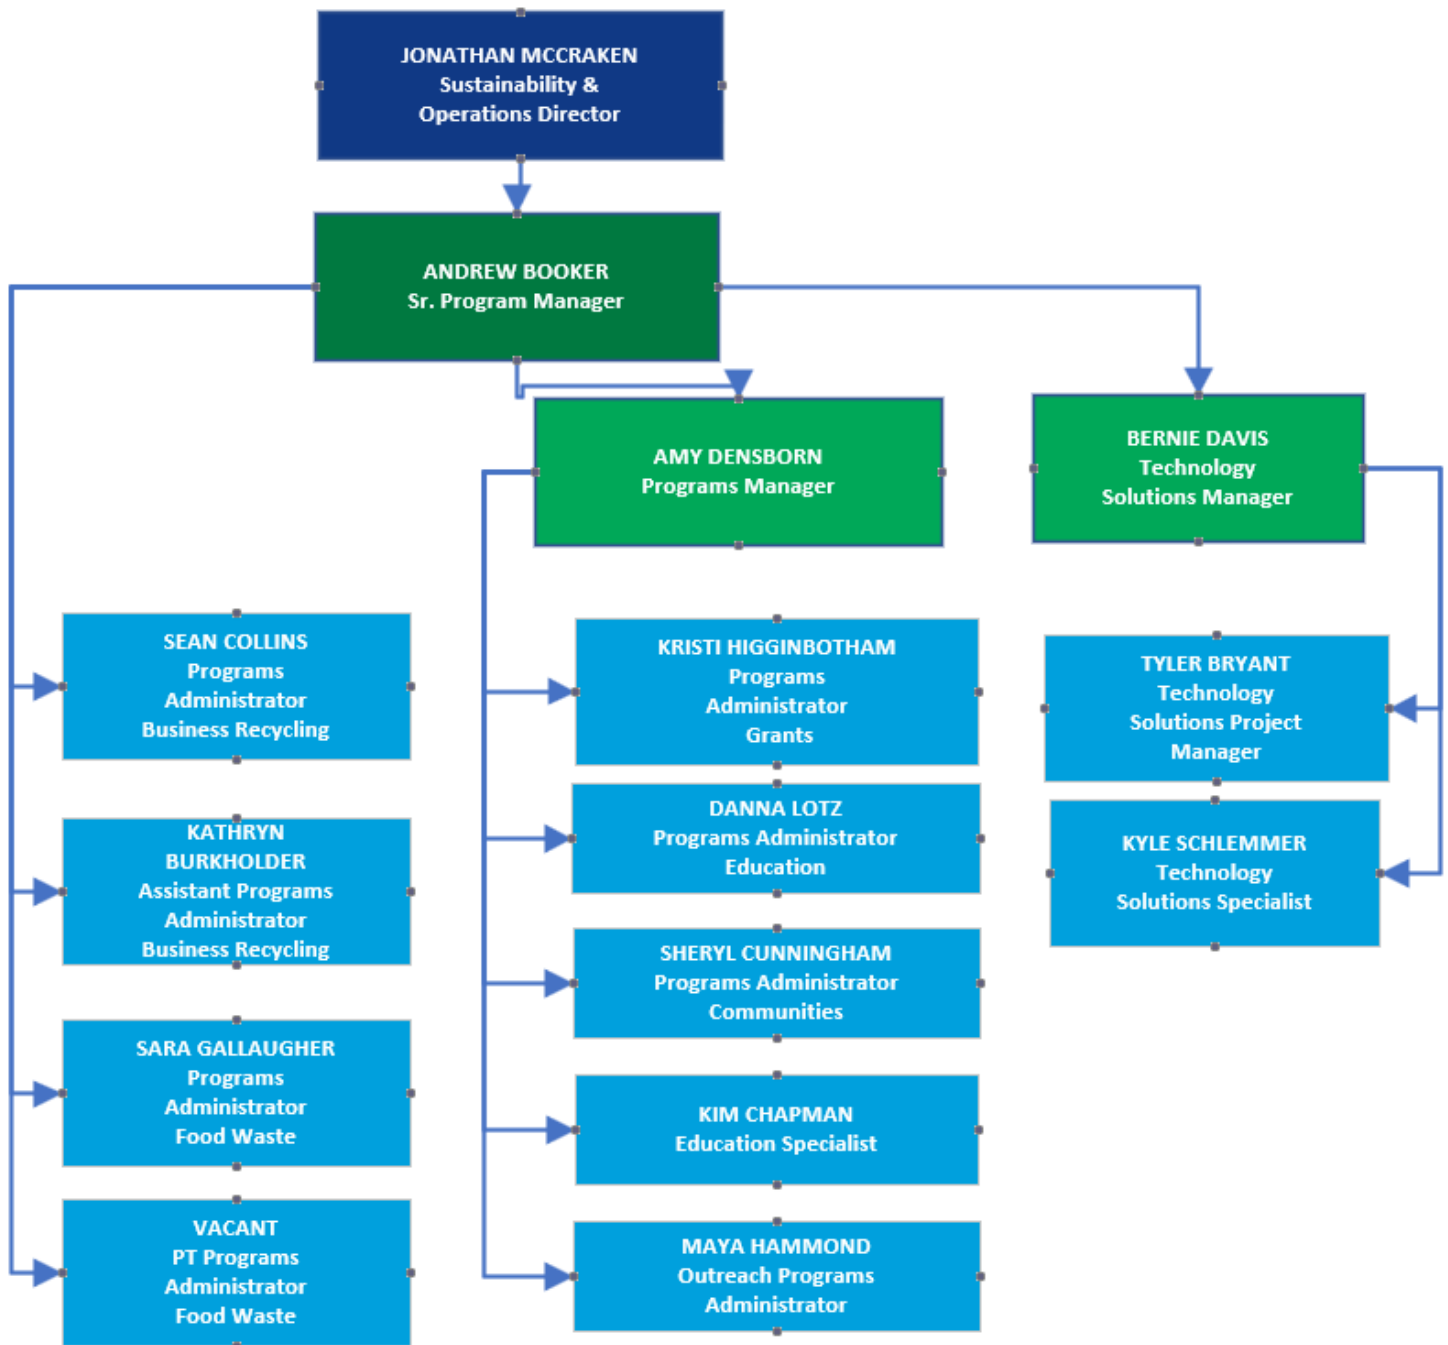 JONATHAN MCCRAKEN
Sustainability &
Operations Director
ANDREW BOOKER
Sr. Program Manager
AMY DENSBORN
Programs Manager
BERNIE DAVIS
Technology
Solutions Manager
SEAN COLLINS
Programs
Administrator
Business Recycling
KATHRYN
BURKHOLDER
Assistant Programs
Administrator
Business Recycling
SARA GALLAUGHER
Programs
Administrator
Food Waste
VACANT
PT Programs
Administrator
Food Waste
KRISTI HIGGINBOTHAM
Programs
Administrator
Grants
DANNA LOTZ
Programs Administrator
Education
SHERYL CUNNINGHAM
Programs Administrator
Communities
KIM CHAPMAN
Education Specialist
MAYA HAMMOND
Outreach Programs
Administrator
TYLER BRYANT
Technology
Solutions Project
Manager
KYLE SCHLEMMER
Technology
Solutions Specialist